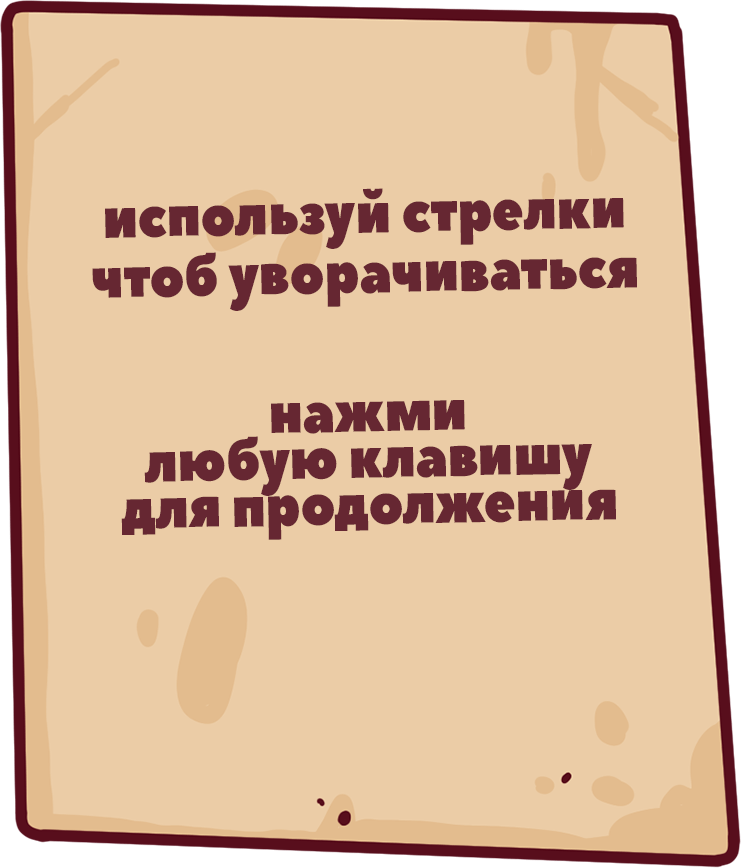 используй стрелки
чтоб уворачиваться
нажми
любую клавишу
для продолжения